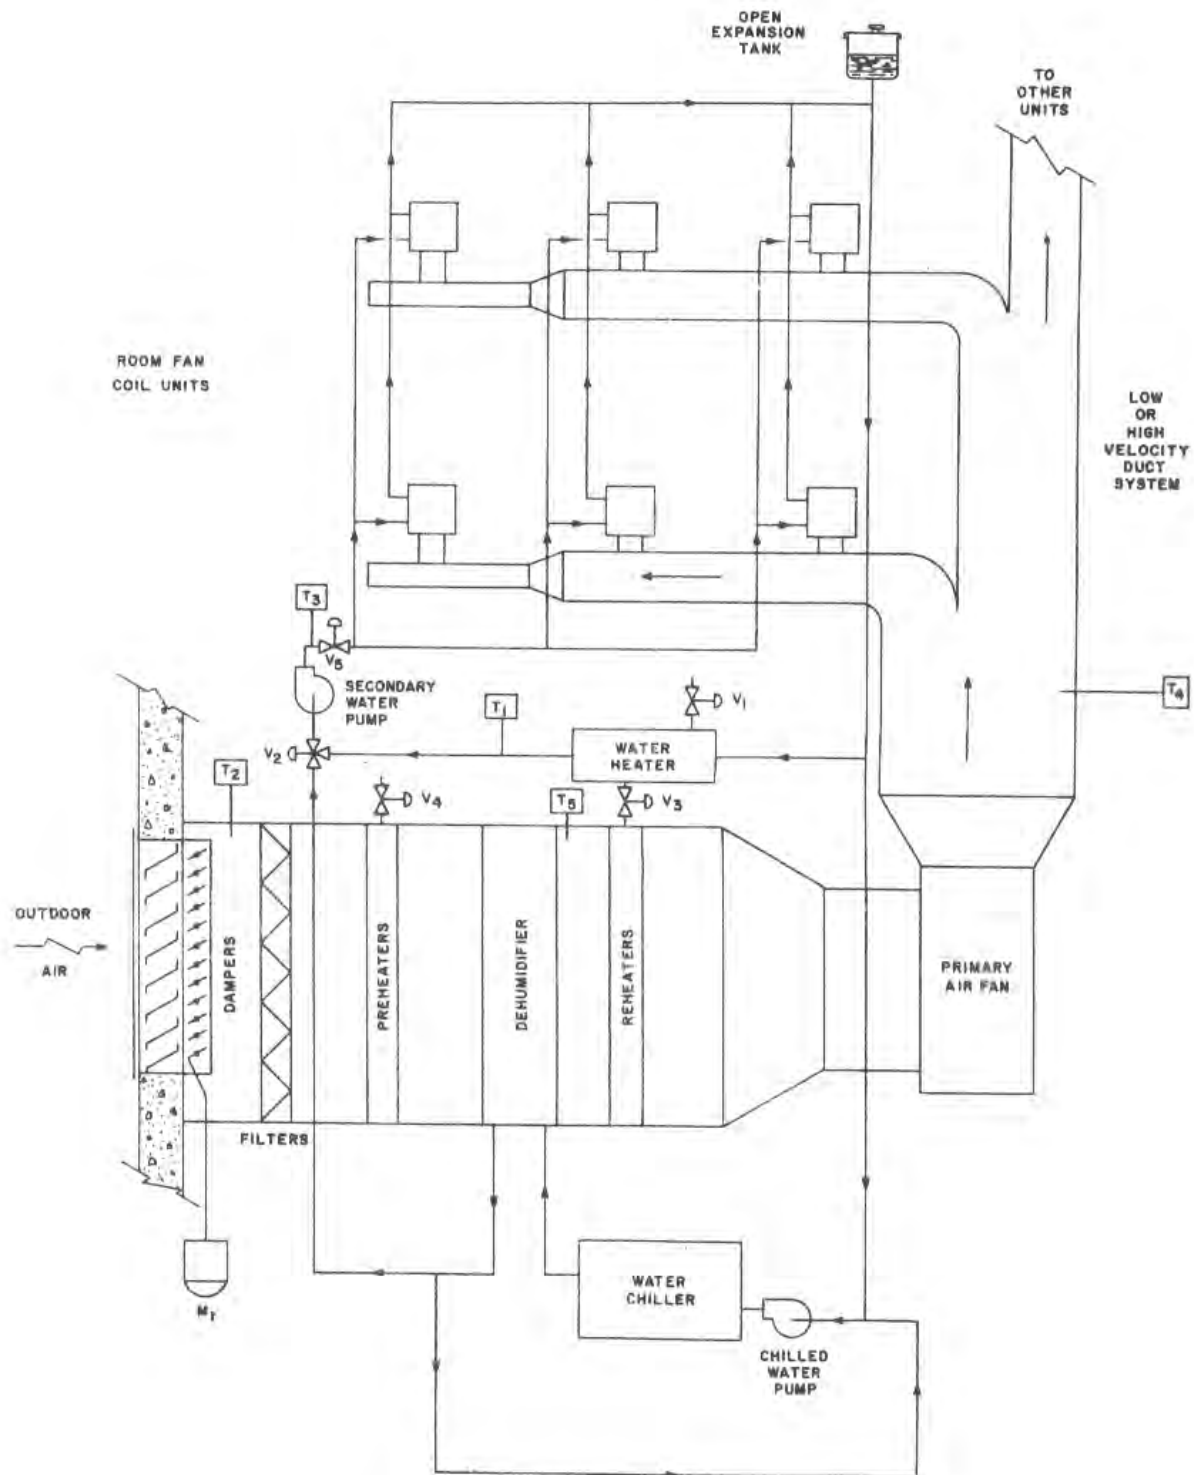 OPEN
EXPANSION
TANK
TO
OTHER
UNITS
ROOM FAN
COIL UNITS
LOW
OR
HIGH
VELOCITY
DUCT
SYSTEM
T3
V5
SECONDARY
WATER
PUMP
T1
V1
T4
V2
WATER
HEATER
T2
V4
T5
V3
OUTDOOR
AIR
DAMPERS
PREHEATERS
DEHUMIDIFIER
REHEATERS
PRIMARY
AIR FAN
FILTERS
M1
WATER
CHILLER
CHILLED
WATER
PUMP